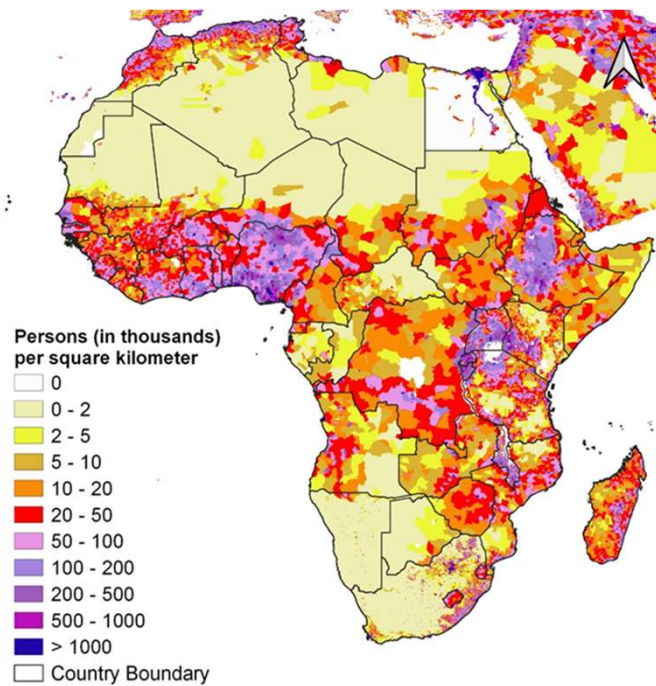 Persons (in thousands)
per square kilometer
0
0 - 2
2 - 5
5 - 10
10 - 20
20 - 50
50 - 100
100 - 200
200 - 500
500 - 1000
> 1000
Country Boundary